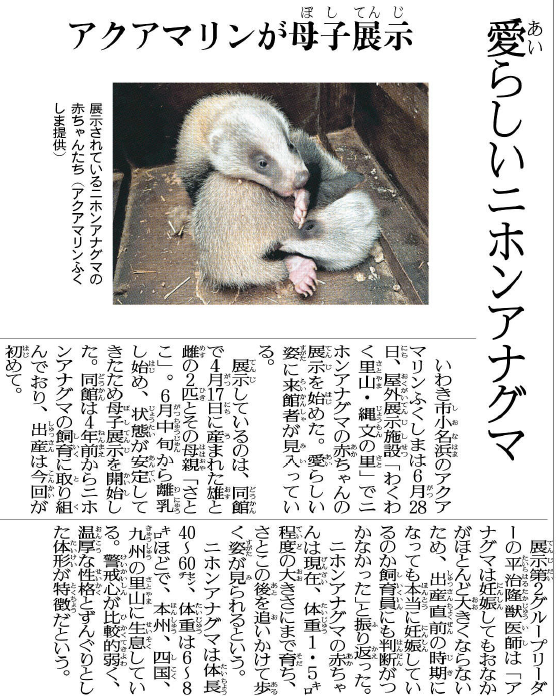 愛らしいニホンアナグマ
アクアマリンが母子展示
展示されているニホンアナグマの
赤ちゃんたち（アクアマリンふく
しま提供）
いわき市小名浜のアクア
マリンふくしまは6月28
日、屋外展示施設「わくわ
く里山・縄文の里」でニ
ホンアナグマの赤ちゃんの
展示を始めた。愛らしい
姿に来館者が見入ってい
る。
展示しているのは、同館
で4月17日に産まれた雄と
雌の2匹とその母親「さと
こ」。6月中旬から離乳
し始め、状態が安定して
きたため母子展示を開始し
た。同館は4年前からニホ
ンアナグマの飼育に取り組
んでおり、出産は今回が
初めて。
展示第2グループリーダ
ーの平治隆獣医師は「ア
ナグマは妊娠してもおなか
がほとんど大きくならない
ため、出産直前の時期に
なっても本当に妊娠してい
るのか飼育員にも判断がつ
かなかった」と振り返った。
ニホンアナグマの赤ちゃ
んは現在、体重1・5㌔
程度の大きさにまで育ち、
さとこの後を追いかけて歩
く姿が見られるという。
ニホンアナグマは体長
40～60㌢、体重は6～8
㌔ほどで、本州、四国、
九州の里山に生息してい
る。警戒心が比較的弱く、
温厚な性格とずんぐりとし
た体形が特徴だという。